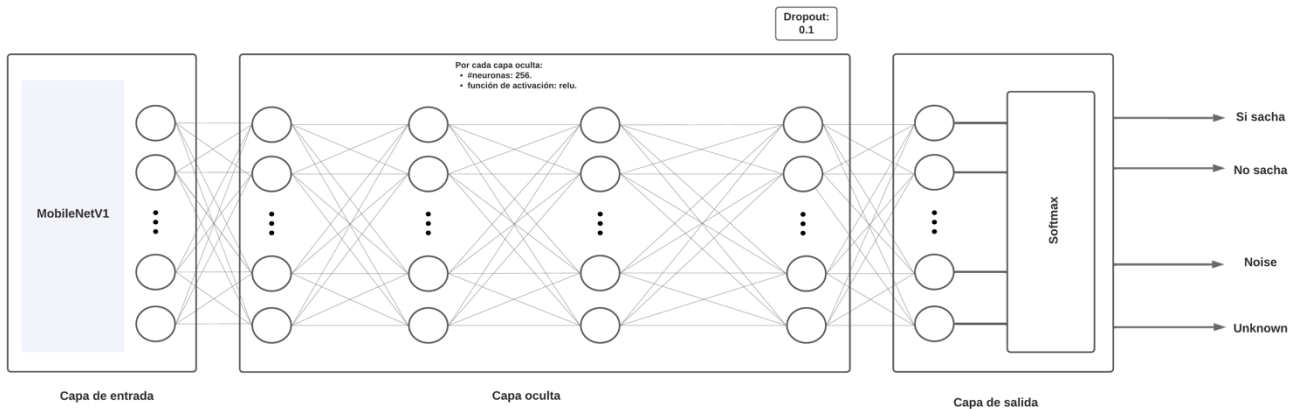 Dropout:
0.1
Por cada capa oculta:
• #neuronas: 256.
• función de activación: relu.
MobileNetV1
Softmax
Si sacha
No sacha
Noise
Unknown
Capa de entrada
Capa oculta
Capa de salida